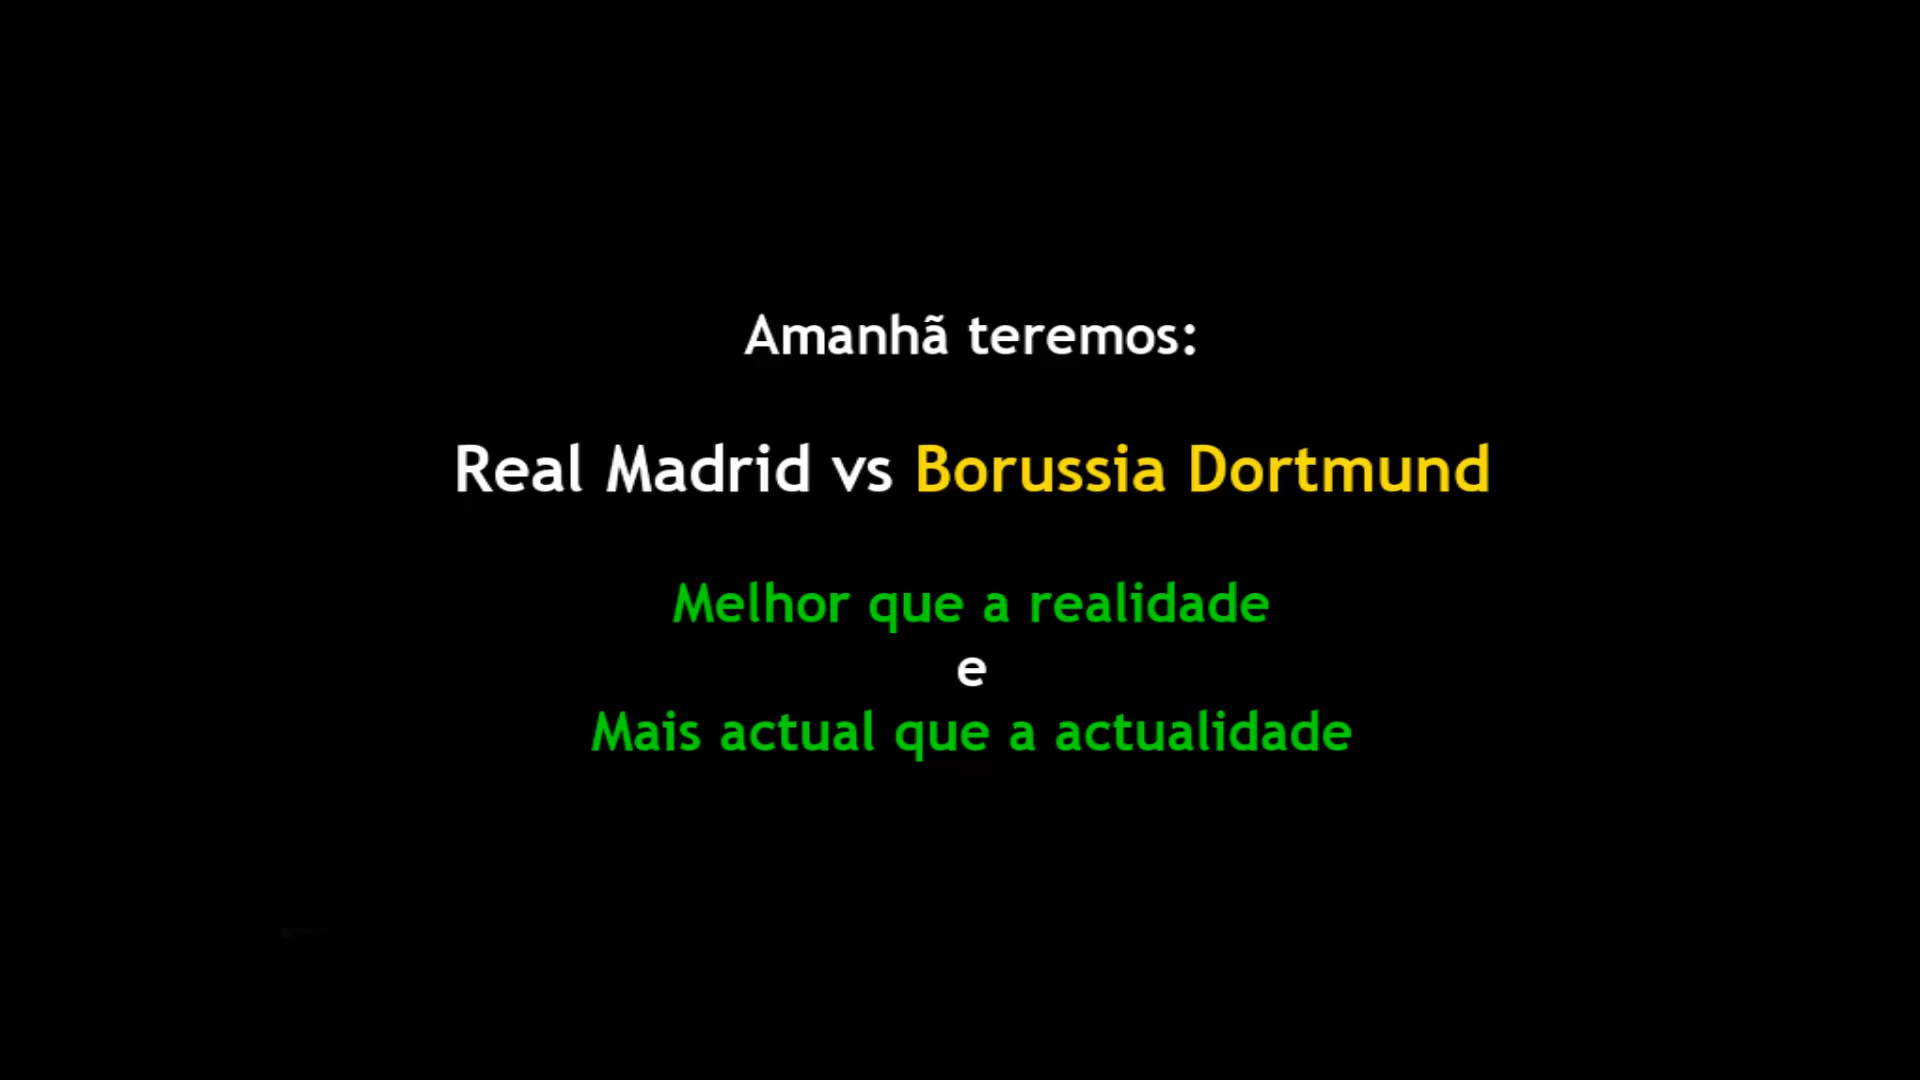 Amanhã teremos:
Real Madrid vs Borussia Dortmund
Melhor que a realidade
e
Mais actual que a actualidade